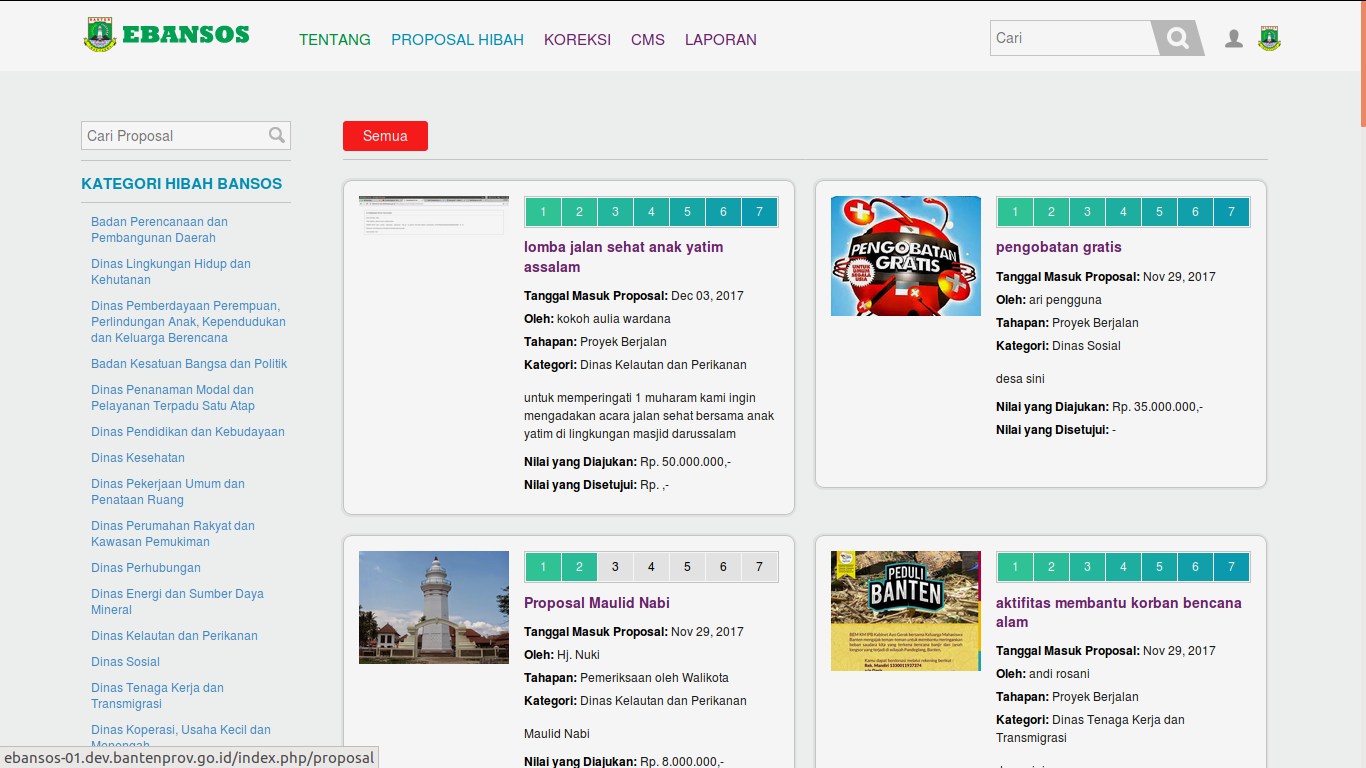 BANTEN
EBANSOS
TENTANG
PROPOSAL HIBAH
KOREKSI
CMS
LAPORAN
Cari
Cari Proposal
KATEGORI HIBAH BANSOS
Badan Perencanaan dan
Pembangunan Daerah
Dinas Lingkungan Hidup dan
Kehutanan
Dinas Pemberdayaan Perempuan,
Perlindungan Anak, Kependudukan
dan Keluarga Berencana
Badan Kesatuan Bangsa dan Politik
Dinas Penanaman Modal dan
Pelayanan Terpadu Satu Atap
Dinas Pendidikan dan Kebudayaan
Dinas Kesehatan
Dinas Pekerjaan Umum dan
Penataan Ruang
Dinas Perumahan Rakyat dan
Kawasan Pemukiman
Dinas Perhubungan
Dinas Energi dan Sumber Daya
Mineral
Dinas Kelautan dan Perikanan
Dinas Sosial
Dinas Tenaga Kerja dan
Transmigrasi
Dinas Koperasi, Usaha Kecil dan
Menengah
Semua
1 2 3 4 5 6 7
lomba jalan sehat anak yatim
assalam
Tanggal Masuk Proposal: Dec 03, 2017
Oleh: kokoh aulia wardana
Tahapan: Proyek Berjalan
Kategori: Dinas Kelautan dan Perikanan
untuk memperingati 1 muharam kami ingin
mengadakan acara jalan sehat bersama anak
yatim di lingkungan masjid darussalam
Nilai yang Diajukan: Rp. 50.000.000,-
Nilai yang Disetujui: Rp. ,-
PENGOBATAN
GRATIS
UNTUK UMUM
SEGALA
USIA
1 2 3 4 5 6 7
pengobatan gratis
Tanggal Masuk Proposal: Nov 29, 2017
Oleh: ari pengguna
Tahapan: Proyek Berjalan
Kategori: Dinas Sosial
desa sini
Nilai yang Diajukan: Rp. 35.000.000,-
Nilai yang Disetujui: -
1 2 3 4 5 6 7
Proposal Maulid Nabi
Tanggal Masuk Proposal: Nov 29, 2017
Oleh: Hj. Nuki
Tahapan: Pemeriksaan oleh Walikota
Kategori: Dinas Kelautan dan Perikanan
Maulid Nabi
Nilai yang Diajukan: Rp. 8.000.000,-
PEDULI
BANTEN
1 2 3 4 5 6 7
aktifitas membantu korban bencana
alam
Tanggal Masuk Proposal: Nov 29, 2017
Oleh: andi rosani
Tahapan: Proyek Berjalan
Kategori: Dinas Tenaga Kerja dan
Transmigrasi
ebansos-01.dev.bantenprov.go.id/index.php/proposal